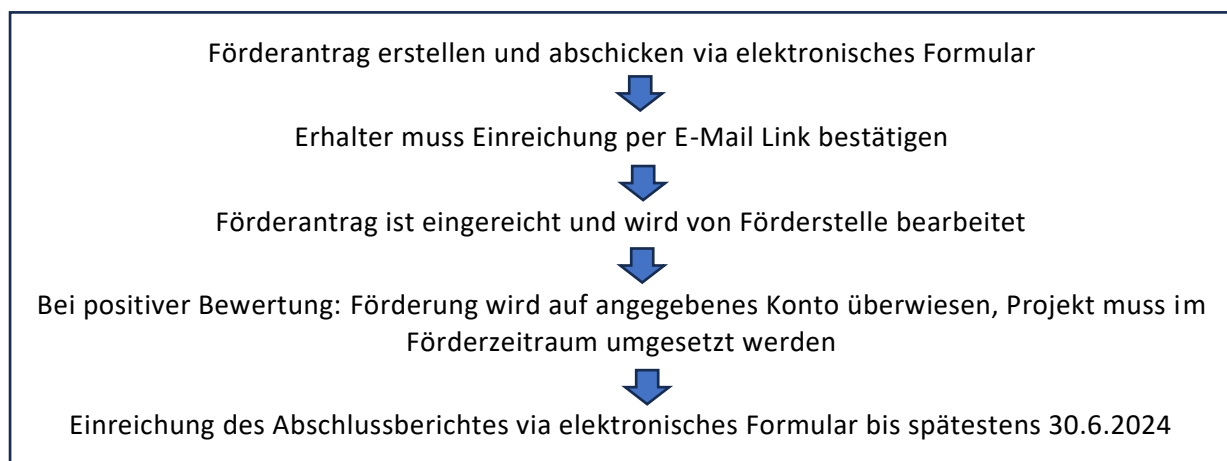 Förderantrag erstellen und abschicken via elektronisches Formular
Erhalter muss Einreichung per E-Mail Link bestätigen
Förderantrag ist eingereicht und wird von Förderstelle bearbeitet
Bei positiver Bewertung: Förderung wird auf angegebenes Konto überwiesen, Projekt muss im
Förderzeitraum umgesetzt werden
Einreichung des Abschlussberichtes via elektronisches Formular bis spätestens 30.6.2024